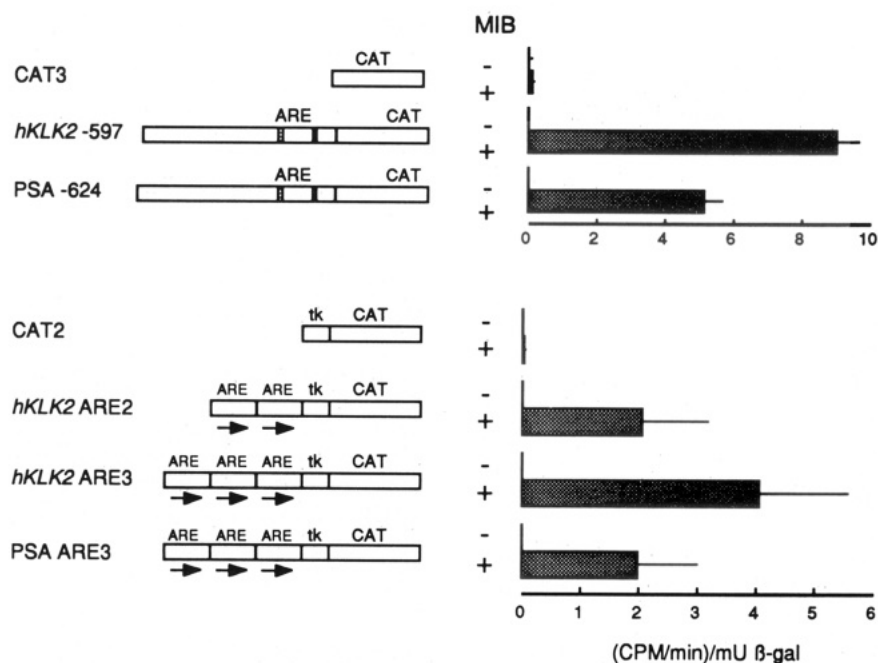 MIB
CAT3 CAT - +
hKLK2 -597 ARE CAT - +
PSA -624 ARE CAT - +
0 2 4 6 8 10
CAT2 tk CAT - +
hKLK2 ARE2 ARE ARE tk CAT - +
hKLK2 ARE3 ARE ARE ARE tk CAT - +
PSA ARE3 ARE ARE ARE tk CAT - +
0 1 2 3 4 5 6
(CPM/min)/mU ß-gal